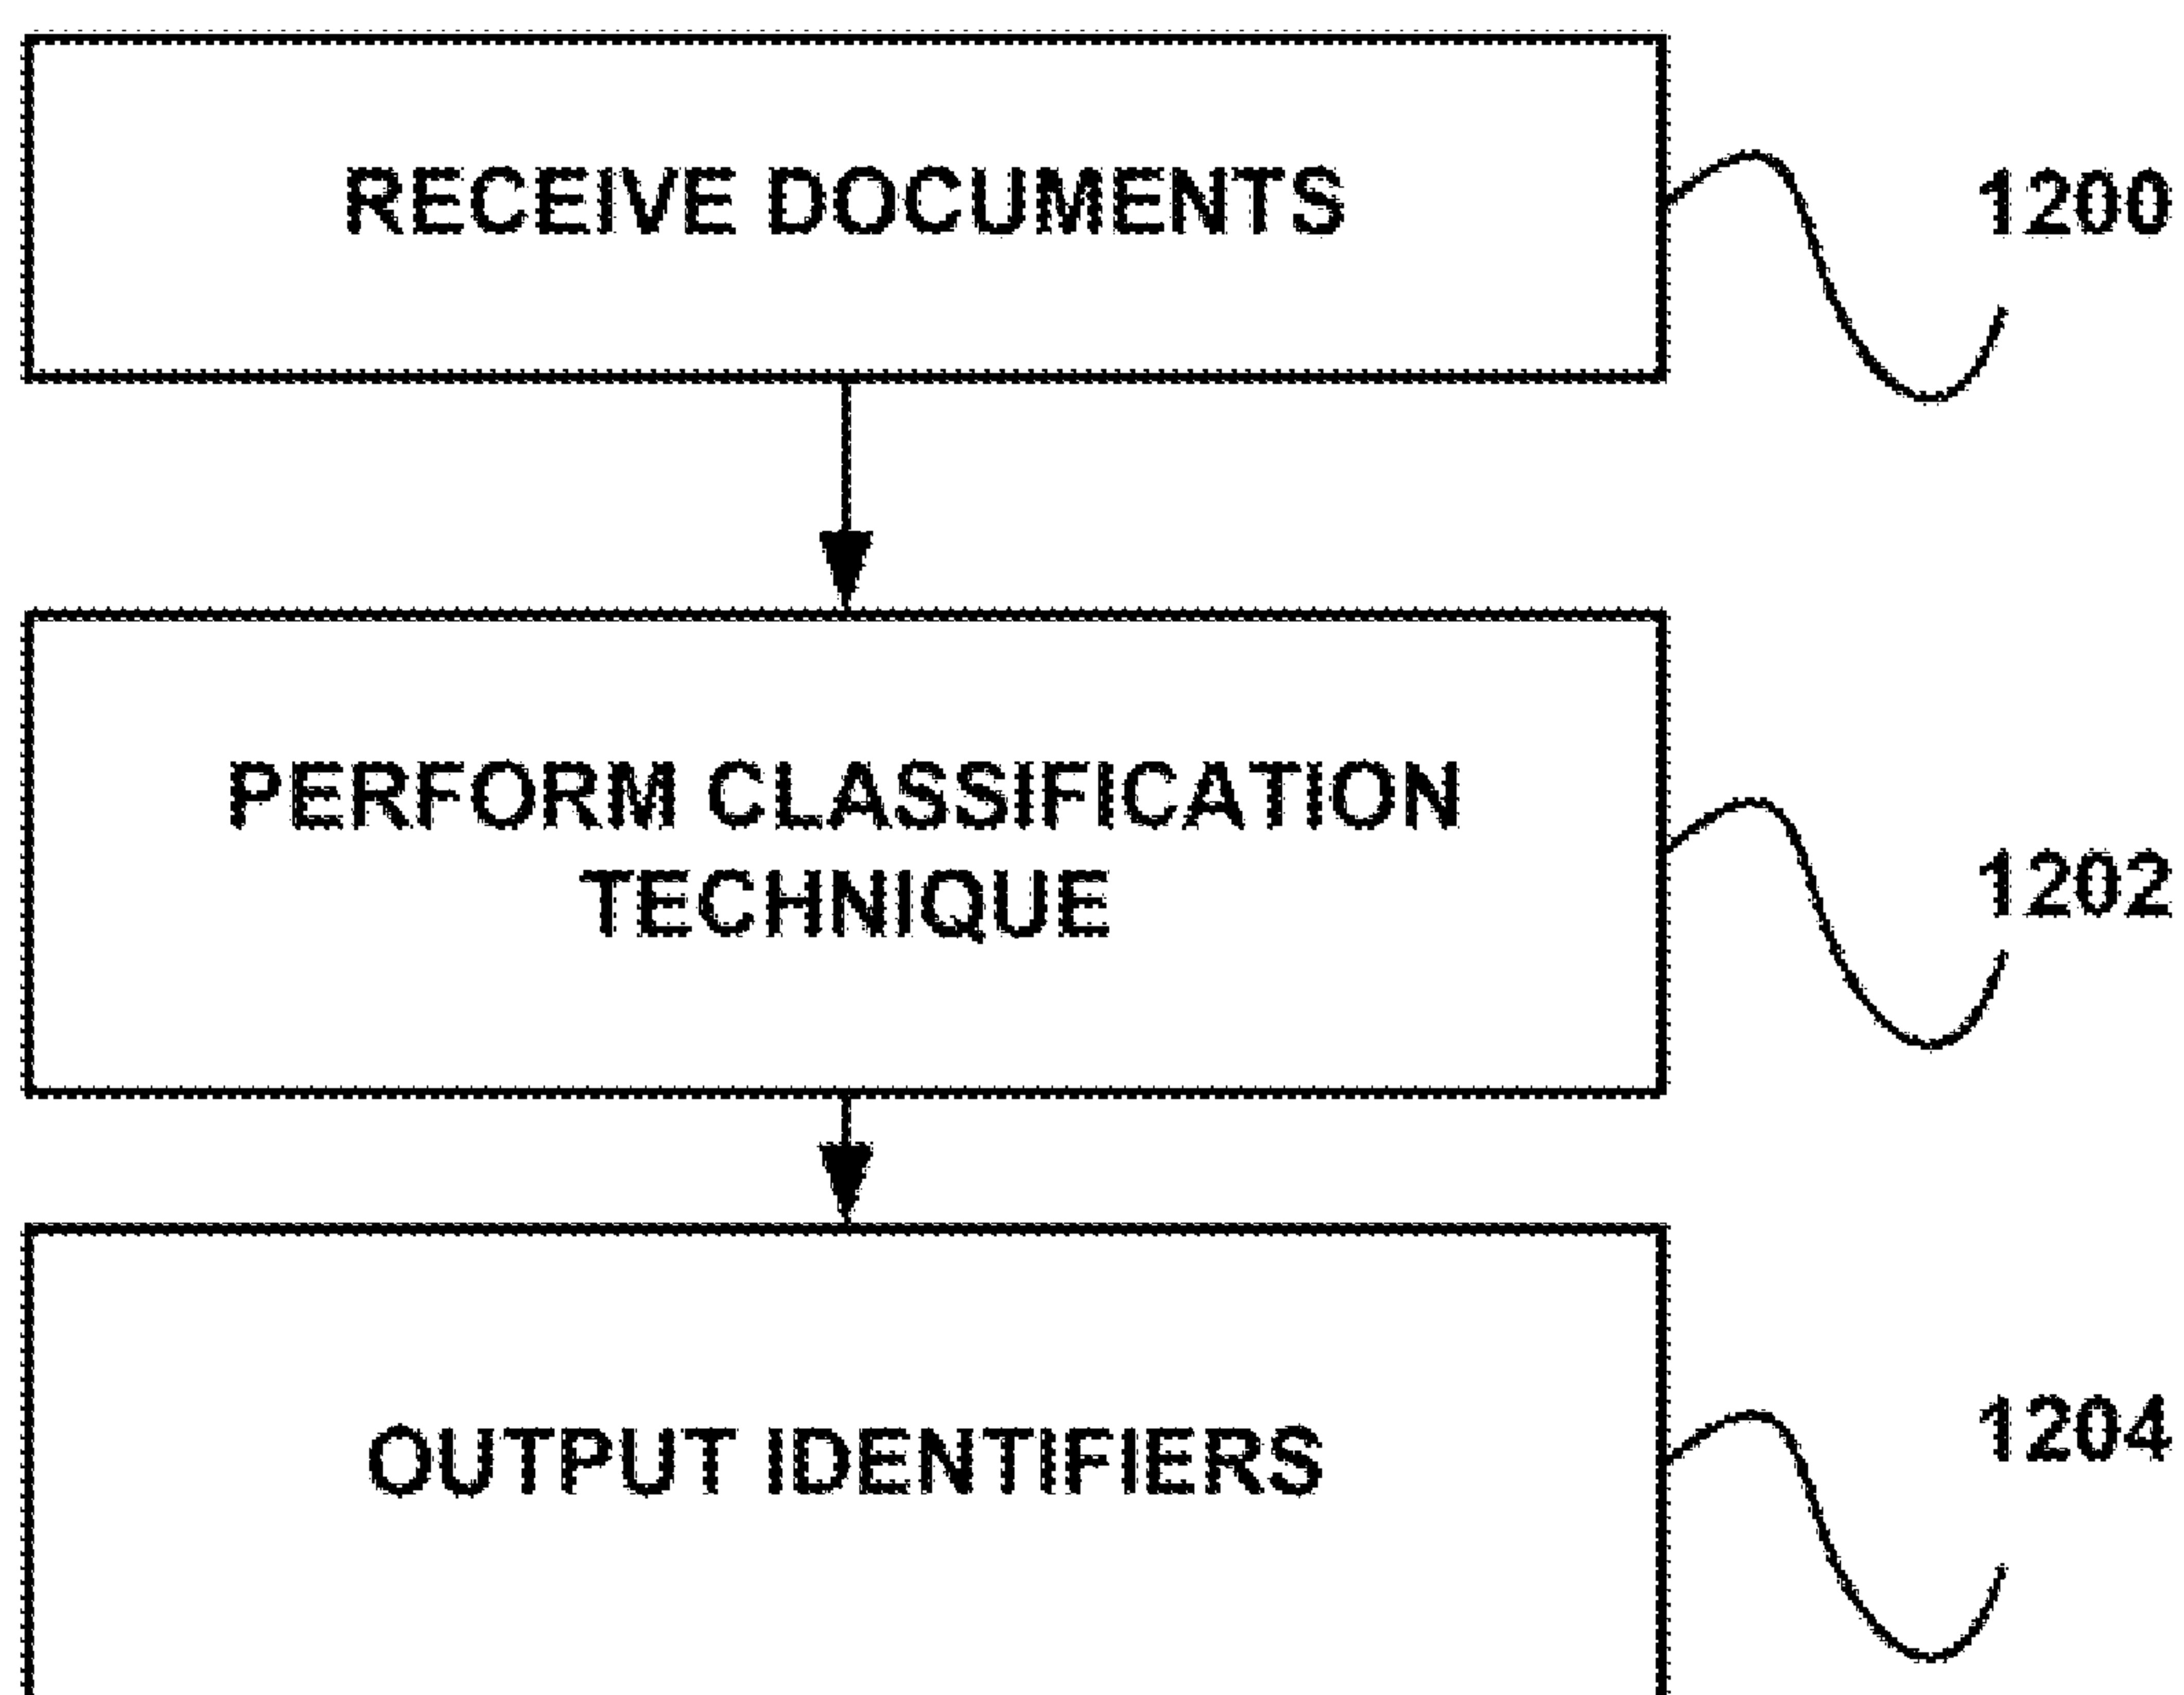 RECEIVE DOCUMENTS
1200
PERFORM CLASSIFICATION
TECHNIQUE
1202
OUTPUT IDENTIFIERS
1204